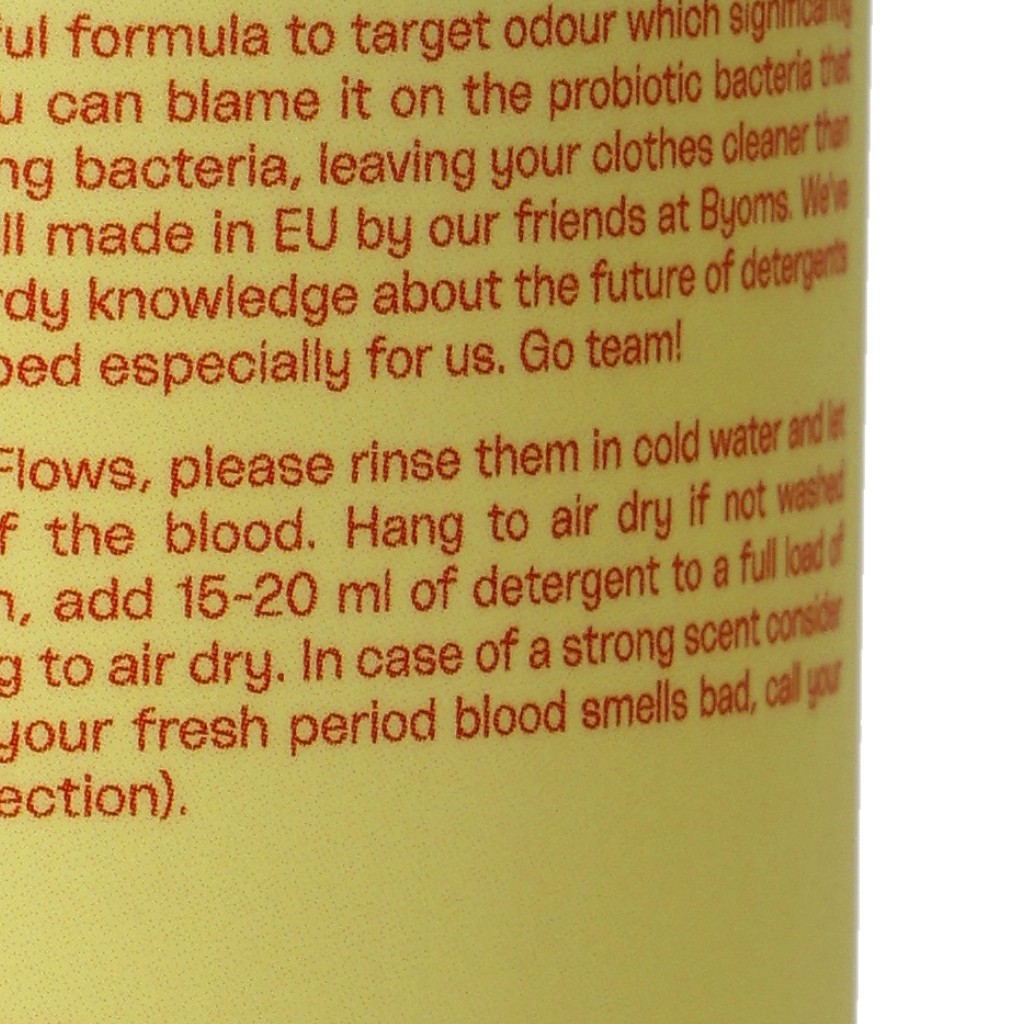 ul formula to target odour which significantly
u can blame it on the probiotic bacteria that
ng bacteria, leaving your clothes cleaner than
ll made in EU by our friends at Byoms. We've
rdy knowledge about the future of detergents
ped especially for us. Go team!
Flows, please rinse them in cold water and let
f the blood. Hang to air dry if not washed
n, add 15-20 ml of detergent to a full load of
g to air dry. In case of a strong scent consider
your fresh period blood smells bad, call your
ection).